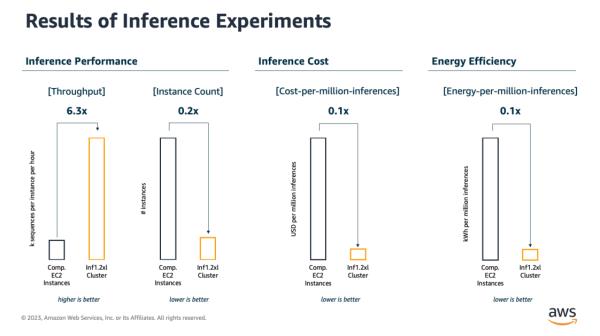 Results of Inference Experiments
Inference Performance
[Throughput]
6.3x
k sequences per instance per hour
Comp.
EC2
Instances
Inf1.2xl
Cluster
higher is better
[Instance Count]
0.2x
# instances
Comp.
EC2
Instances
Inf1.2xl
Cluster
lower is better
Inference Cost
[Cost-per-million-inferences]
0.1x
USD per million inferences
Comp.
EC2
Instances
Inf1.2xl
Cluster
lower is better
Energy Efficiency
[Energy-per-million-inferences]
0.1x
kWh per million inferences
Comp.
EC2
Instances
Inf1.2xl
Cluster
lower is better
© 2023, Amazon Web Services, Inc. or its Affiliates. All rights reserved.
aws